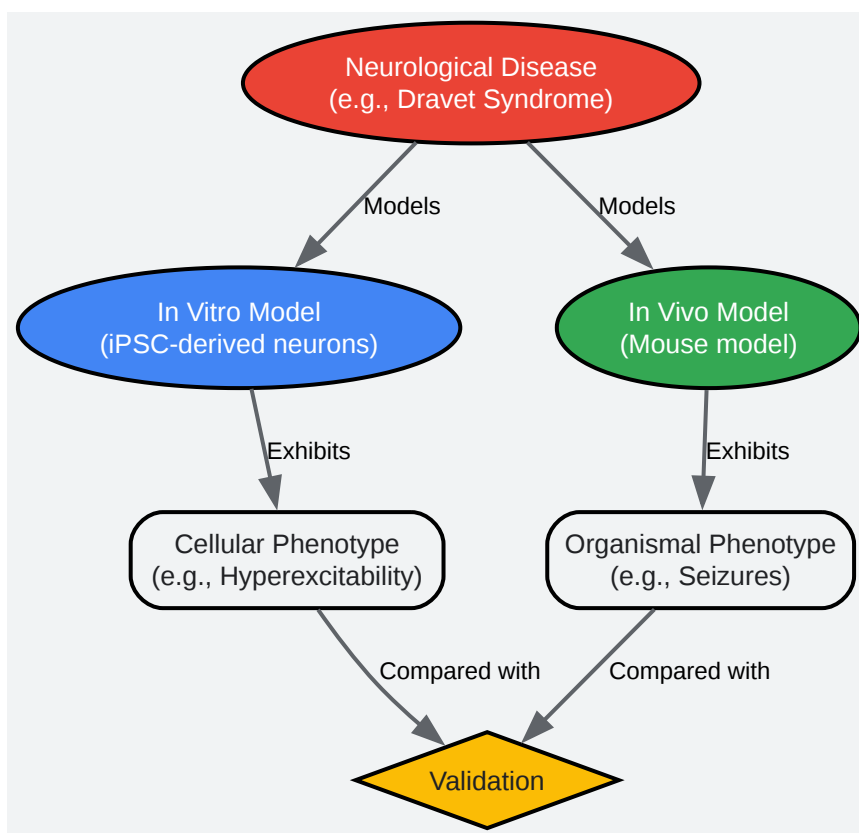 Neurological Disease
(e.g., Dravet Syndrome)
Models
Models
In Vitro Model
(iPSC-derived neurons)
In Vivo Model
(Mouse model)
Exhibits
Exhibits
Cellular Phenotype
(e.g., Hyperexcitability)
Organismal Phenotype
(e.g., Seizures)
Compared with
Compared with
Validation